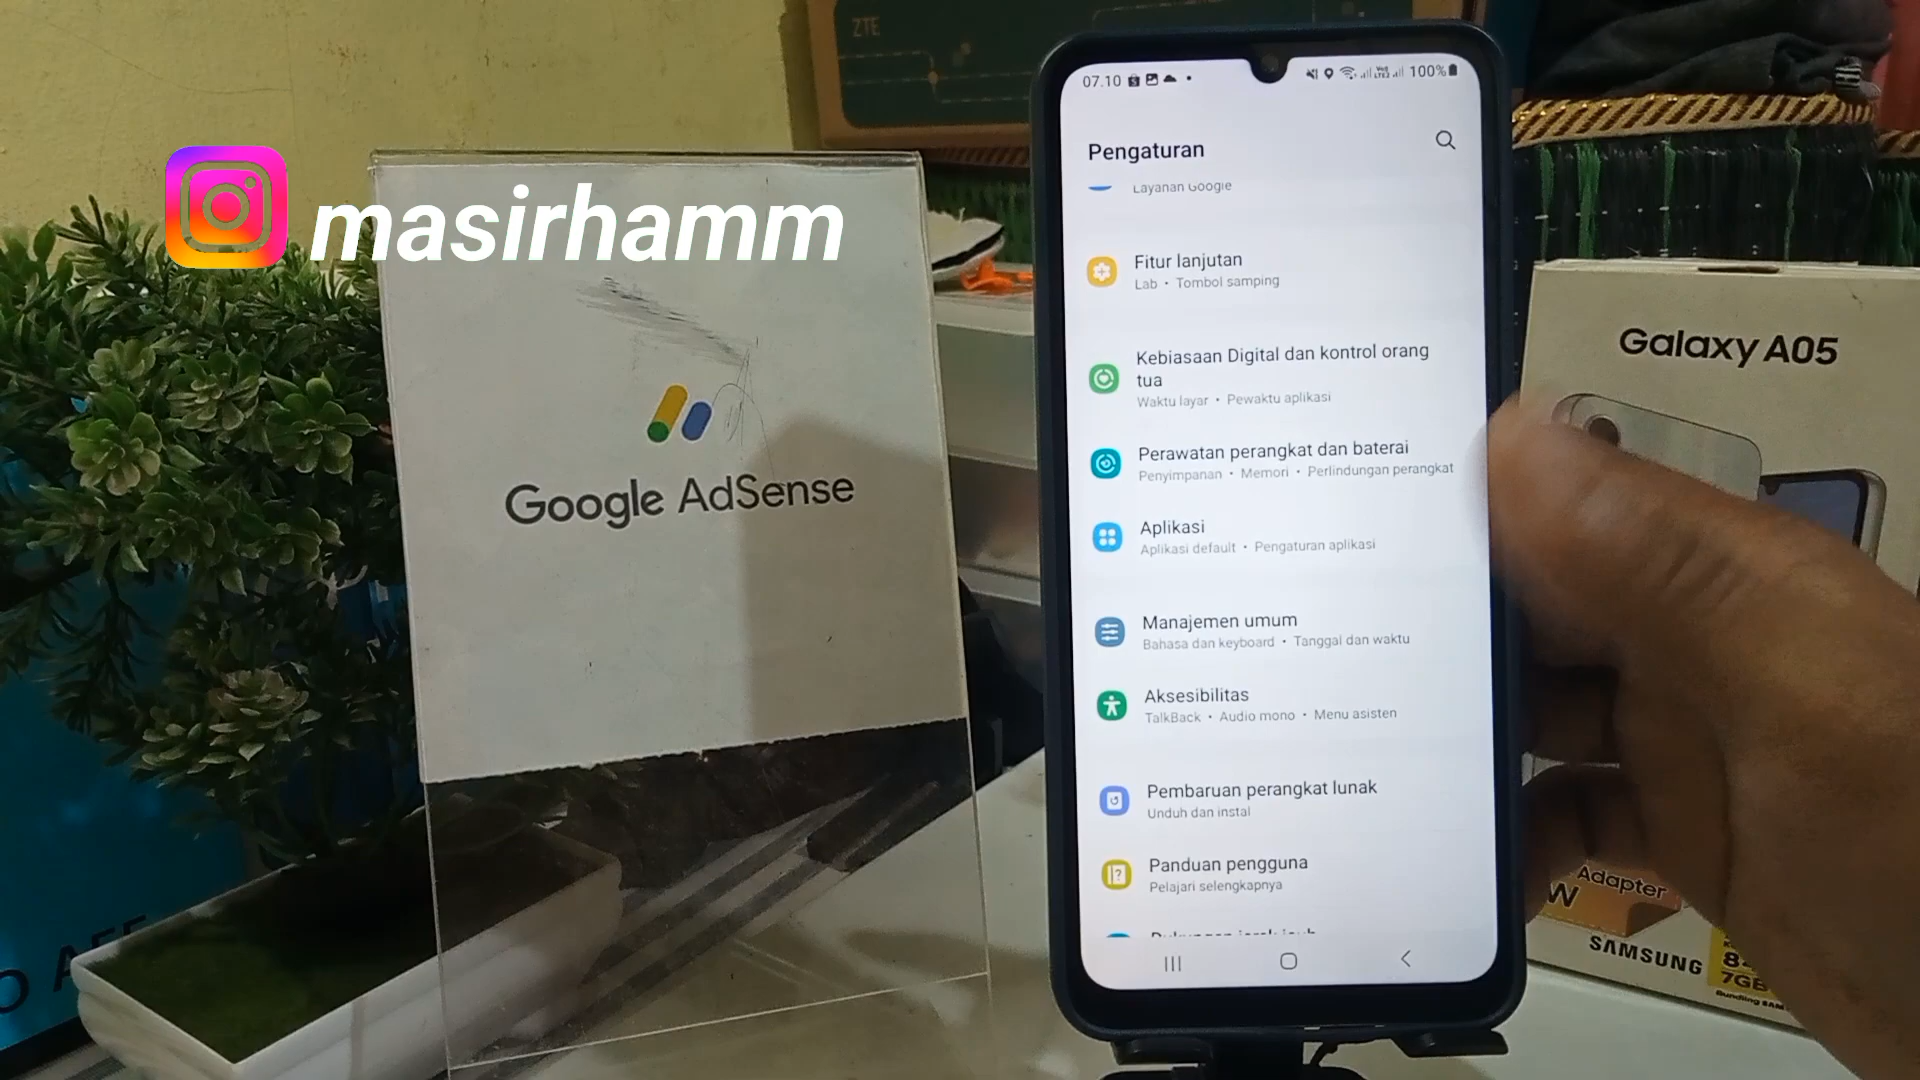 masirhamm
Google AdSense
ZTE
07.10
100%
Pengaturan
Layanan Google
Fitur lanjutan
Lab • Tombol samping
Kebiasaan Digital dan kontrol orang
tua
Waktu layar • Pewaktu aplikasi
Perawatan perangkat dan baterai
Penyimpanan • Memori • Perlindungan perangkat
Aplikasi
Aplikasi default • Pengaturan aplikasi
Manajemen umum
Bahasa dan keyboard • Tanggal dan waktu
Aksesibilitas
TalkBack • Audio mono • Menu asisten
Pembaruan perangkat lunak
Unduh dan instal
Panduan pengguna
Pelajari selengkapnya
Galaxy A05
Adapter
W
SAMSUNG
7GB